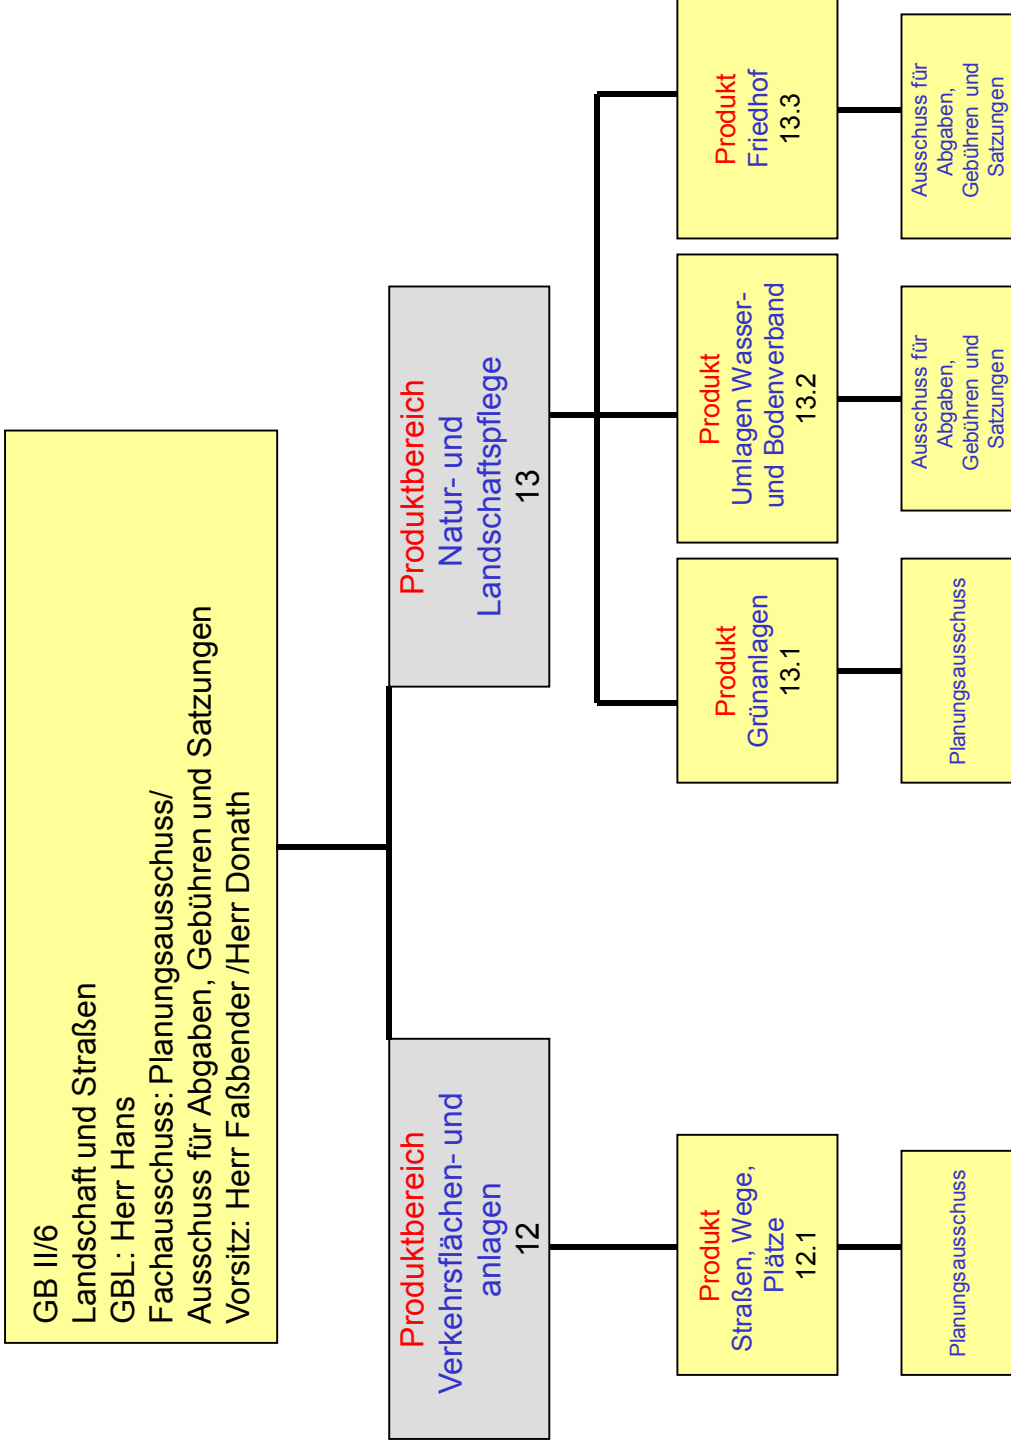 GB II/6
Landschaft und Straßen
GBL: Herr Hans
Fachausschuss: Planungsausschuss/
Ausschuss für Abgaben, Gebühren und Satzungen
Vorsitz: Herr Faßbender /Herr Donath
Produktbereich
Verkehrsflächen- und
anlagen
12
Produktbereich
Natur- und
Landschaftspflege
13
Produkt
Straßen, Wege,
Plätze
12.1
Produkt
Grünanlagen
13.1
Produkt
Umlagen Wasser-
und Bodenverband
13.2
Produkt
Friedhof
13.3
Planungsausschuss
Planungsausschuss
Ausschuss für
Abgaben,
Gebühren und
Satzungen
Ausschuss für
Abgaben,
Gebühren und
Satzungen